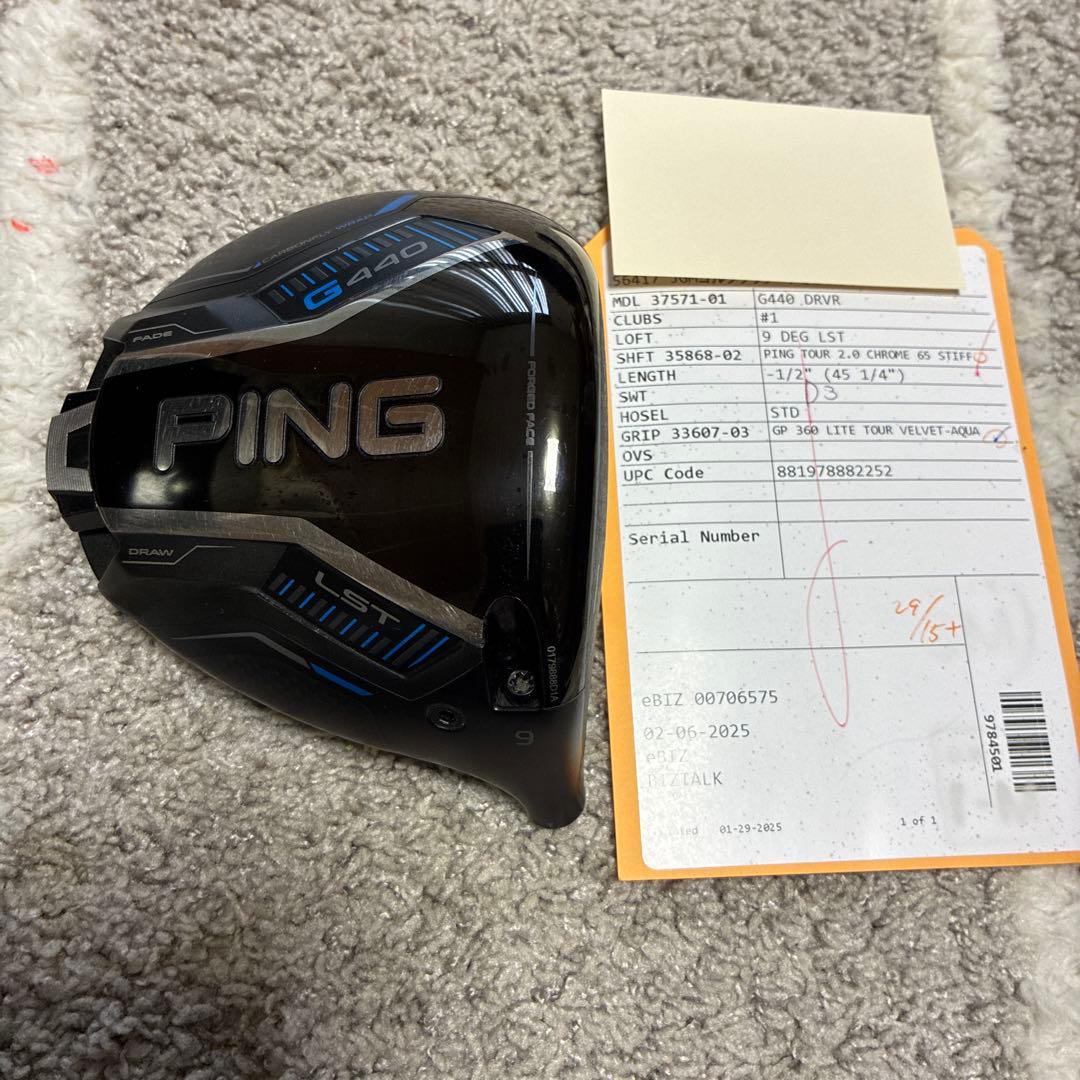 CARBONFLY WRAP
G440
FADE
FORGED FACE
PING
DRAW
LST
017988801A
9
MDL 37571-01 G440 DRVR
CLUBS #1
LOFT 9 DEG LST
SHFT 35868-02 PING TOUR 2.0 CHROME 65 STIFF
LENGTH -1/2" (45 1/4")
SWT D3
HOSEL STD
GRIP 33607-03 GP 360 LITE TOUR VELVET-AQUA
OVS
UPC Code 881978882252
Serial Number
29/15+
eBIZ 00706575
02-06-2025
eBIZ
BIZTALK
01-29-2025 1 of 1
9784501